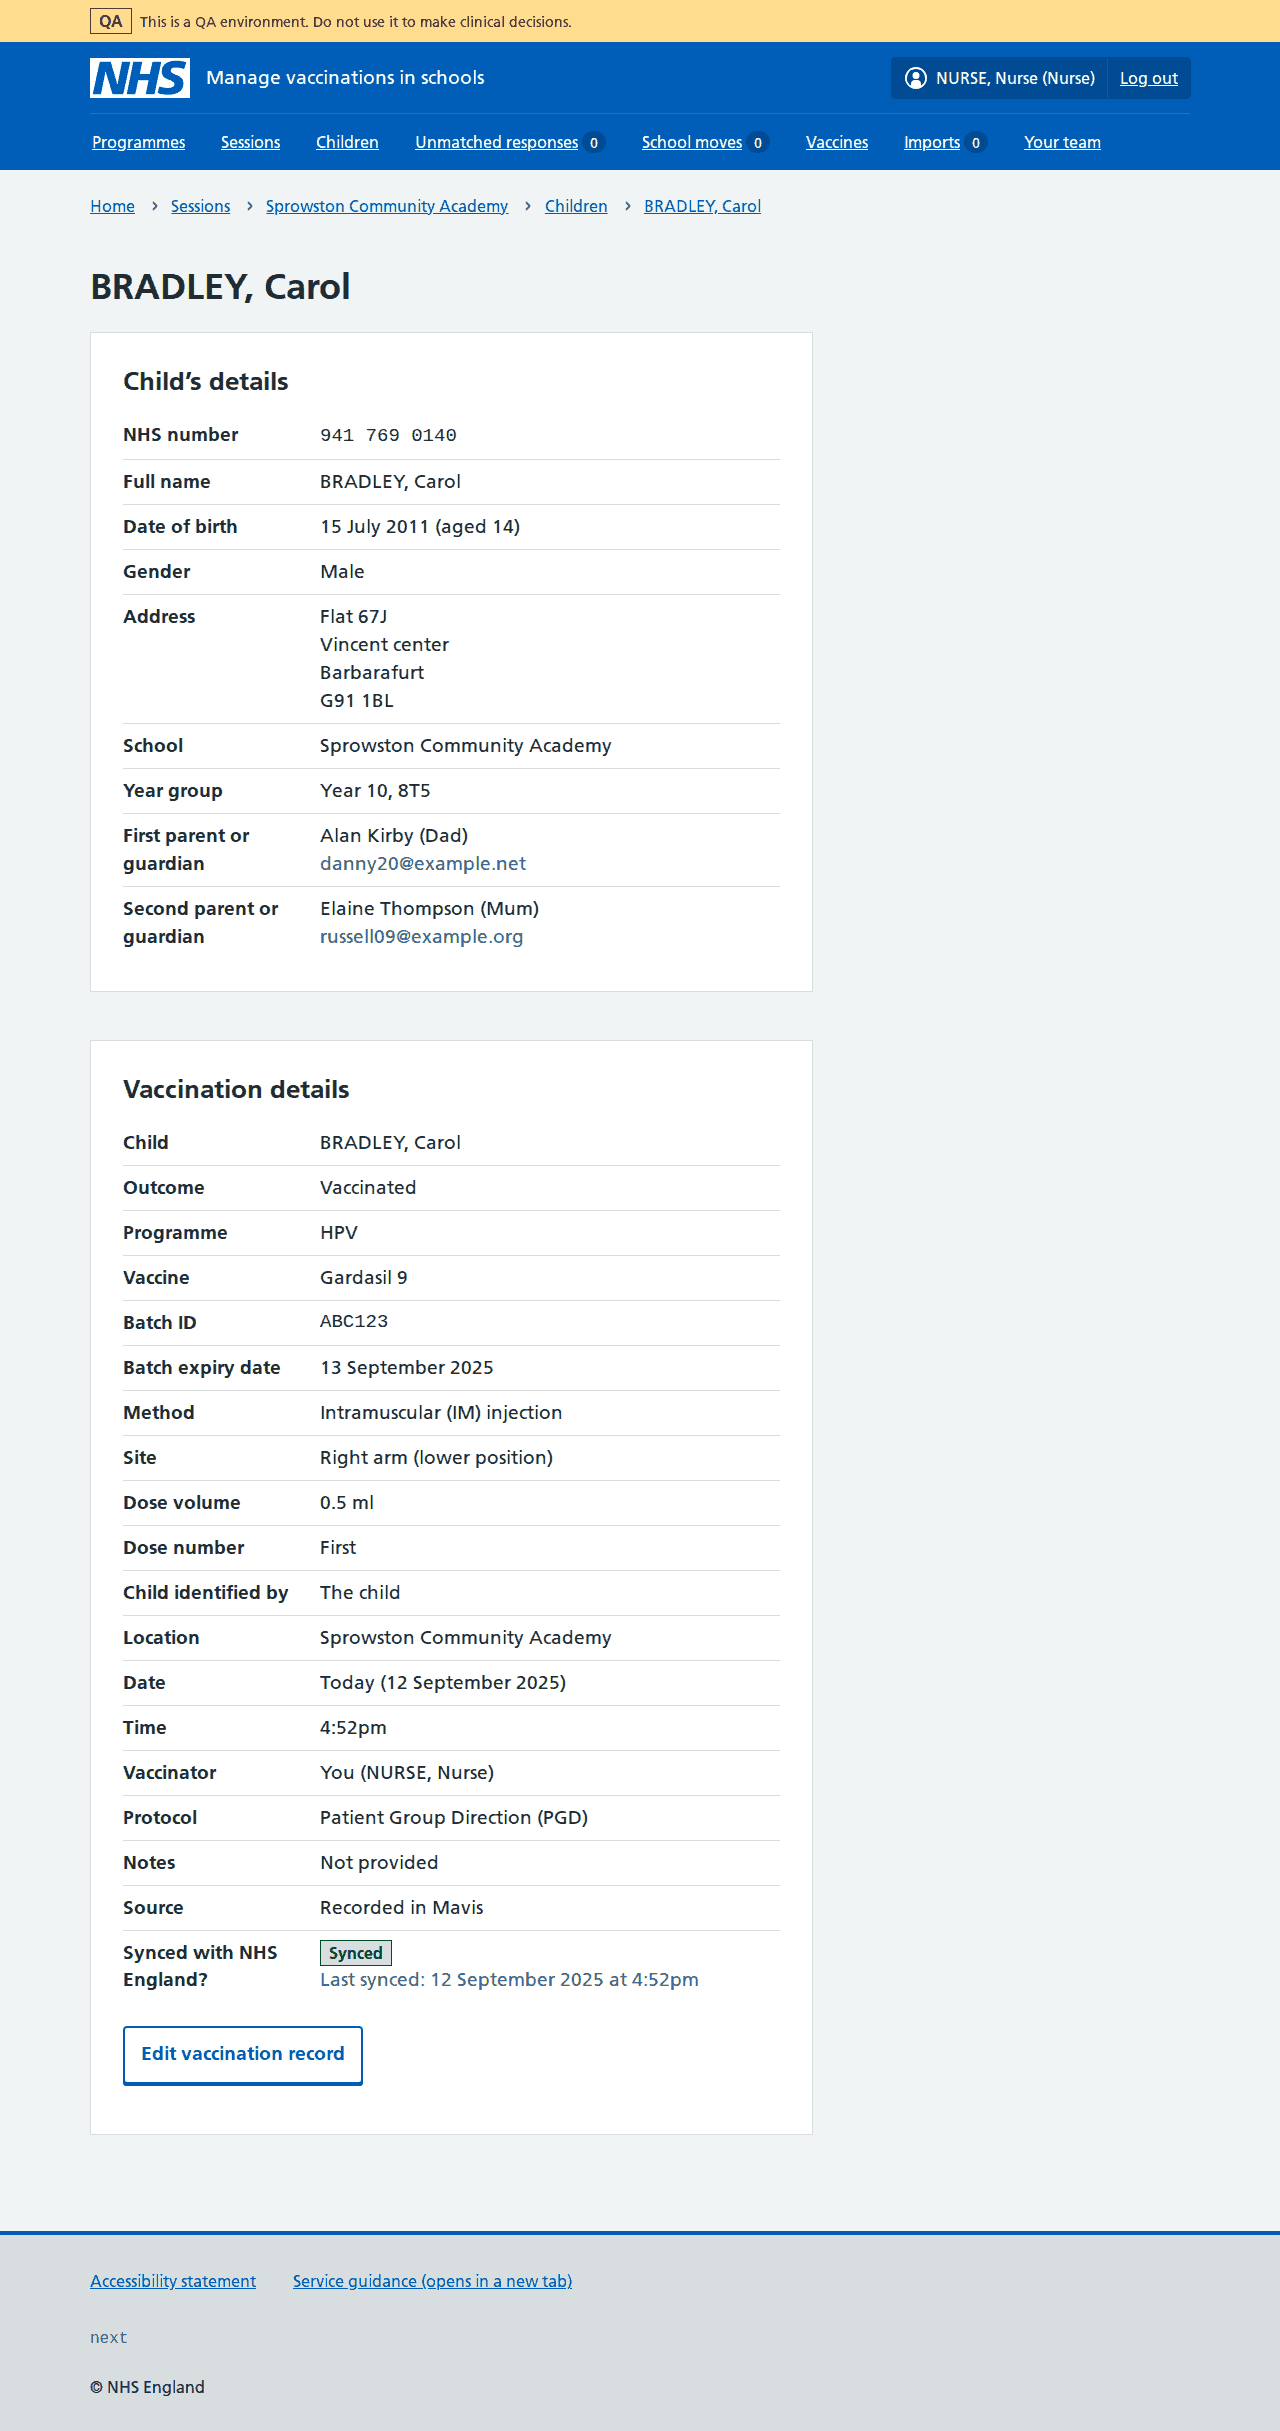 QA This is a QA environment. Do not use it to make clinical decisions.
NHS Manage vaccinations in schools NURSE, Nurse (Nurse) Log out
Programmes Sessions Children Unmatched responses 0 School moves 0 Vaccines Imports 0 Your team
Home › Sessions › Sprowston Community Academy › Children › BRADLEY, Carol
BRADLEY, Carol
Child’s details
NHS number 941 769 0140
Full name BRADLEY, Carol
Date of birth 15 July 2011 (aged 14)
Gender Male
Address Flat 67J
Vincent center
Barbarafurt
G91 1BL
School Sprowston Community Academy
Year group Year 10, 8T5
First parent or guardian Alan Kirby (Dad)
danny20@example.net
Second parent or guardian Elaine Thompson (Mum)
russell09@example.org
Vaccination details
Child BRADLEY, Carol
Outcome Vaccinated
Programme HPV
Vaccine Gardasil 9
Batch ID ABC123
Batch expiry date 13 September 2025
Method Intramuscular (IM) injection
Site Right arm (lower position)
Dose volume 0.5 ml
Dose number First
Child identified by The child
Location Sprowston Community Academy
Date Today (12 September 2025)
Time 4:52pm
Vaccinator You (NURSE, Nurse)
Protocol Patient Group Direction (PGD)
Notes Not provided
Source Recorded in Mavis
Synced with NHS England? Synced
Last synced: 12 September 2025 at 4:52pm
Edit vaccination record
Accessibility statement Service guidance (opens in a new tab)
next
© NHS England